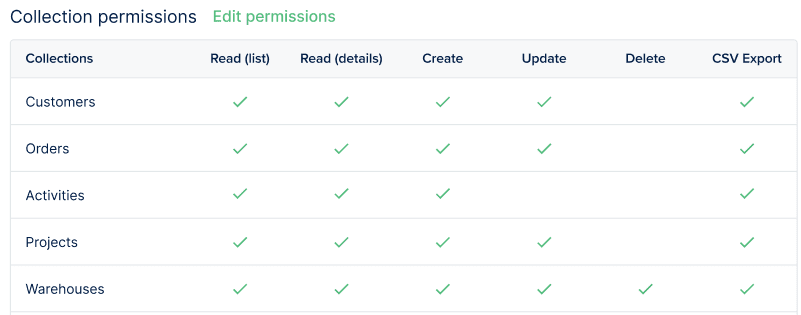 Collection permissions Edit permissions
Collections Read (list) Read (details) Create Update Delete CSV Export
Customers
Orders
Activities
Projects
Warehouses